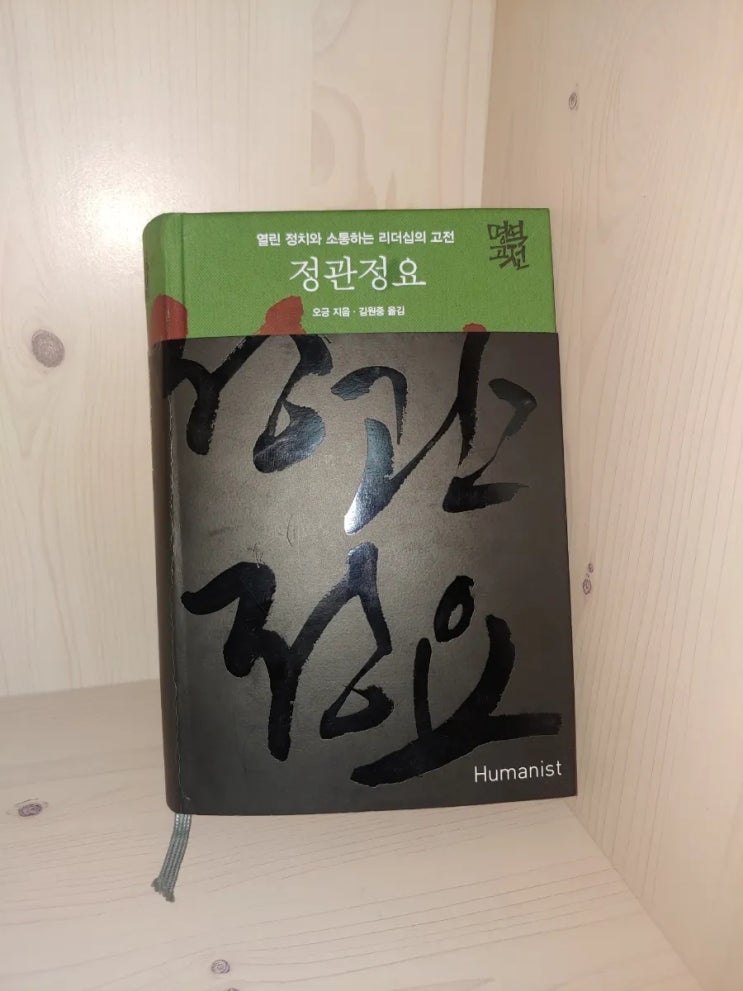 열린 정치와 소통하는 리더십의 고전
정관정요
오긍 지음 · 김원중 옮김
명역
고전
정관
정요
Humanist